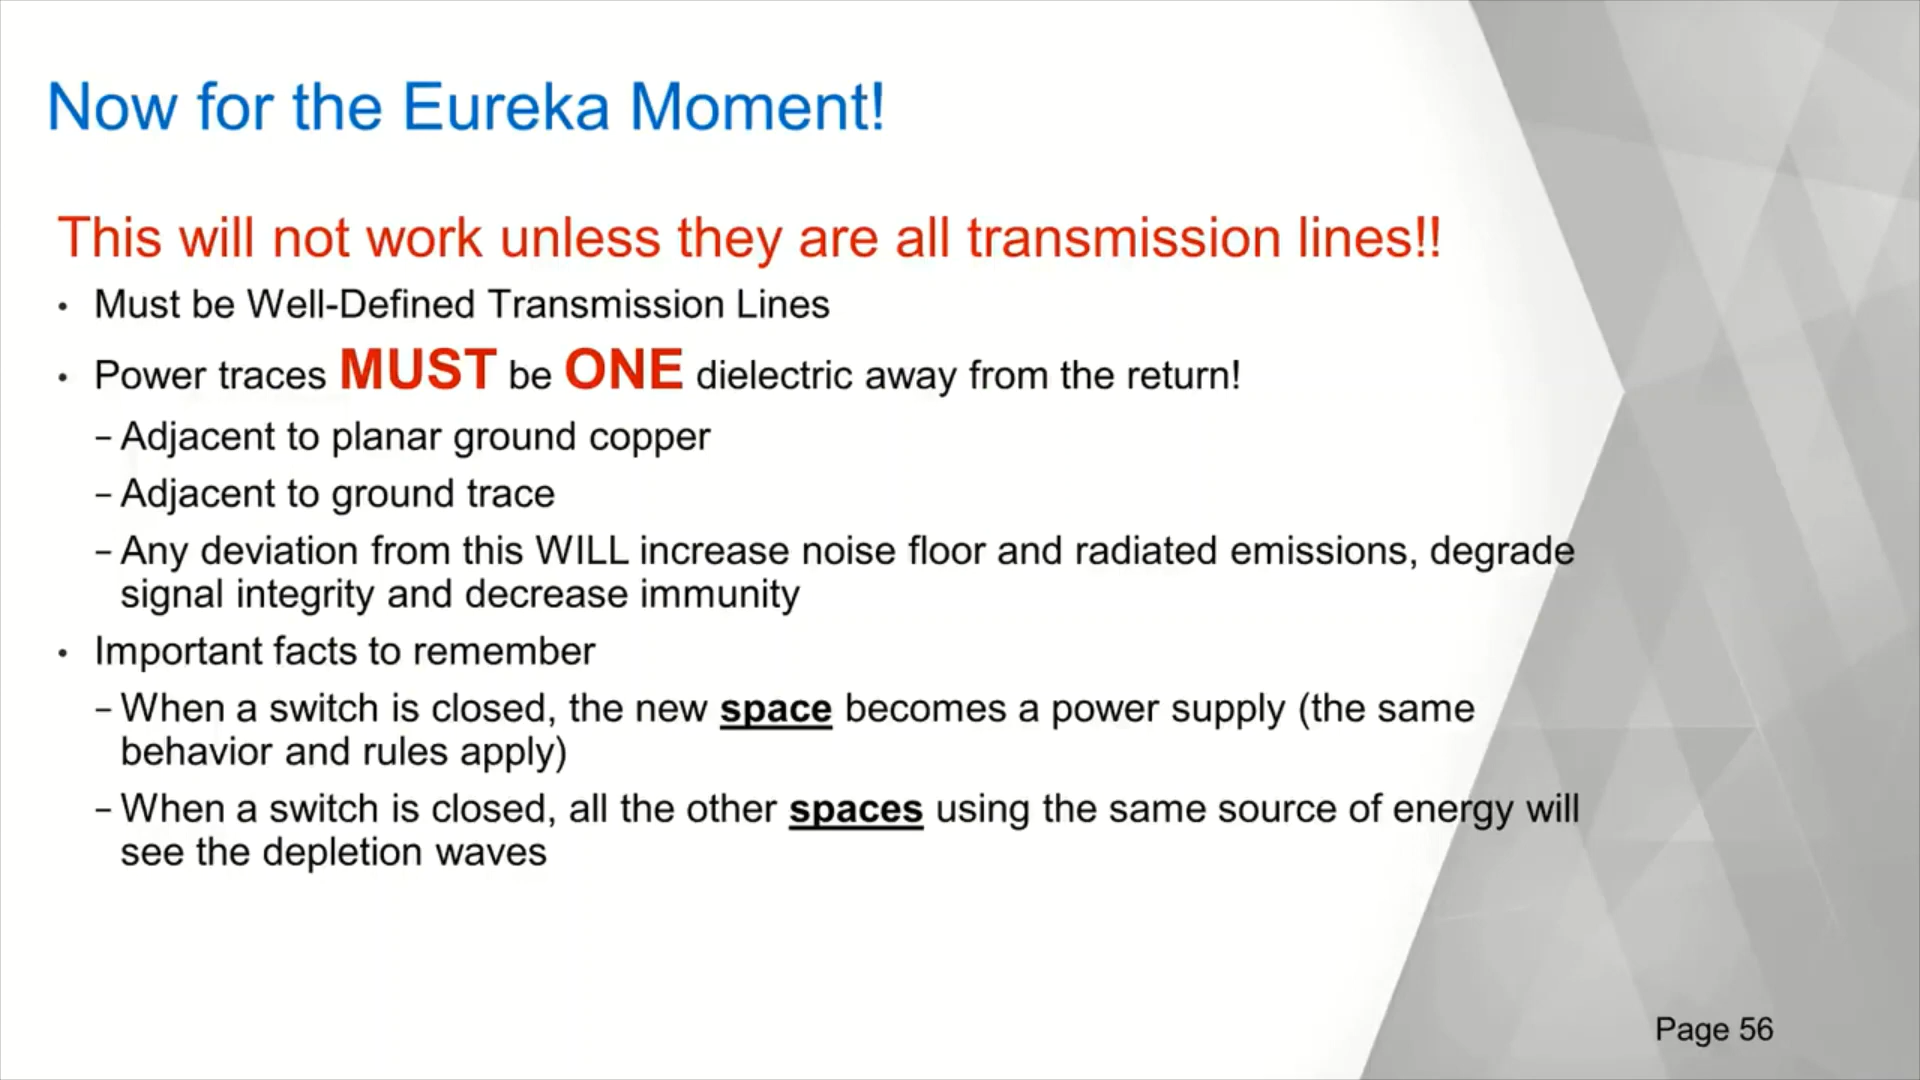 Now for the Eureka Moment!
This will not work unless they are all transmission lines!!
• Must be Well-Defined Transmission Lines
• Power traces MUST be ONE dielectric away from the return!
– Adjacent to planar ground copper
– Adjacent to ground trace
– Any deviation from this WILL increase noise floor and radiated emissions, degrade
signal integrity and decrease immunity
• Important facts to remember
– When a switch is closed, the new space becomes a power supply (the same
behavior and rules apply)
– When a switch is closed, all the other spaces using the same source of energy will
see the depletion waves
Page 56